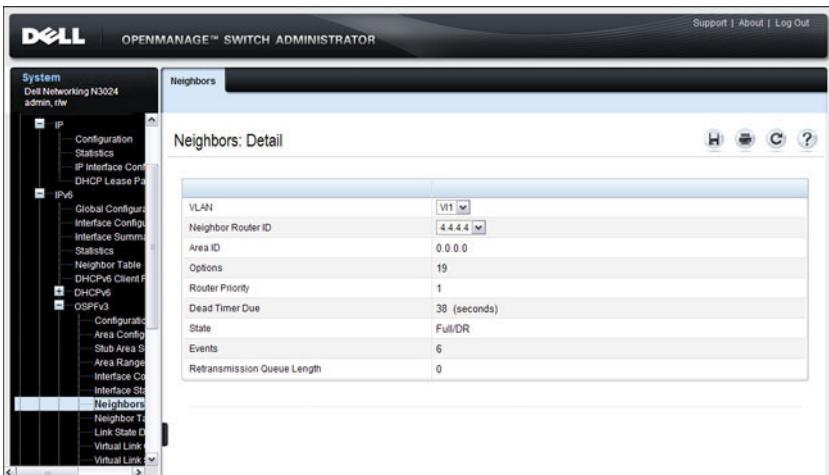 Support | About | Log Out
DELL OPENMANAGE™ SWITCH ADMINISTRATOR
System
Dell Networking N3024
admin, r/w
IP
Configuration
Statistics
IP Interface Conf
DHCP Lease Pa
IPv6
Global Configura
Interface Configu
Interface Summa
Statistics
Neighbor Table
DHCPv6 Client P
DHCPv6
OSPFv3
Configuratio
Area Config
Stub Area S
Area Range
Interface Co
Interface Sta
Neighbors
Neighbor Ta
Link State D
Virtual Link
Virtual Link
Neighbors
Neighbors: Detail
VLAN Vl1
Neighbor Router ID 4.4.4.4
Area ID 0.0.0.0
Options 19
Router Priority 1
Dead Timer Due 38 (seconds)
State Full/DR
Events 6
Retransmission Queue Length 0